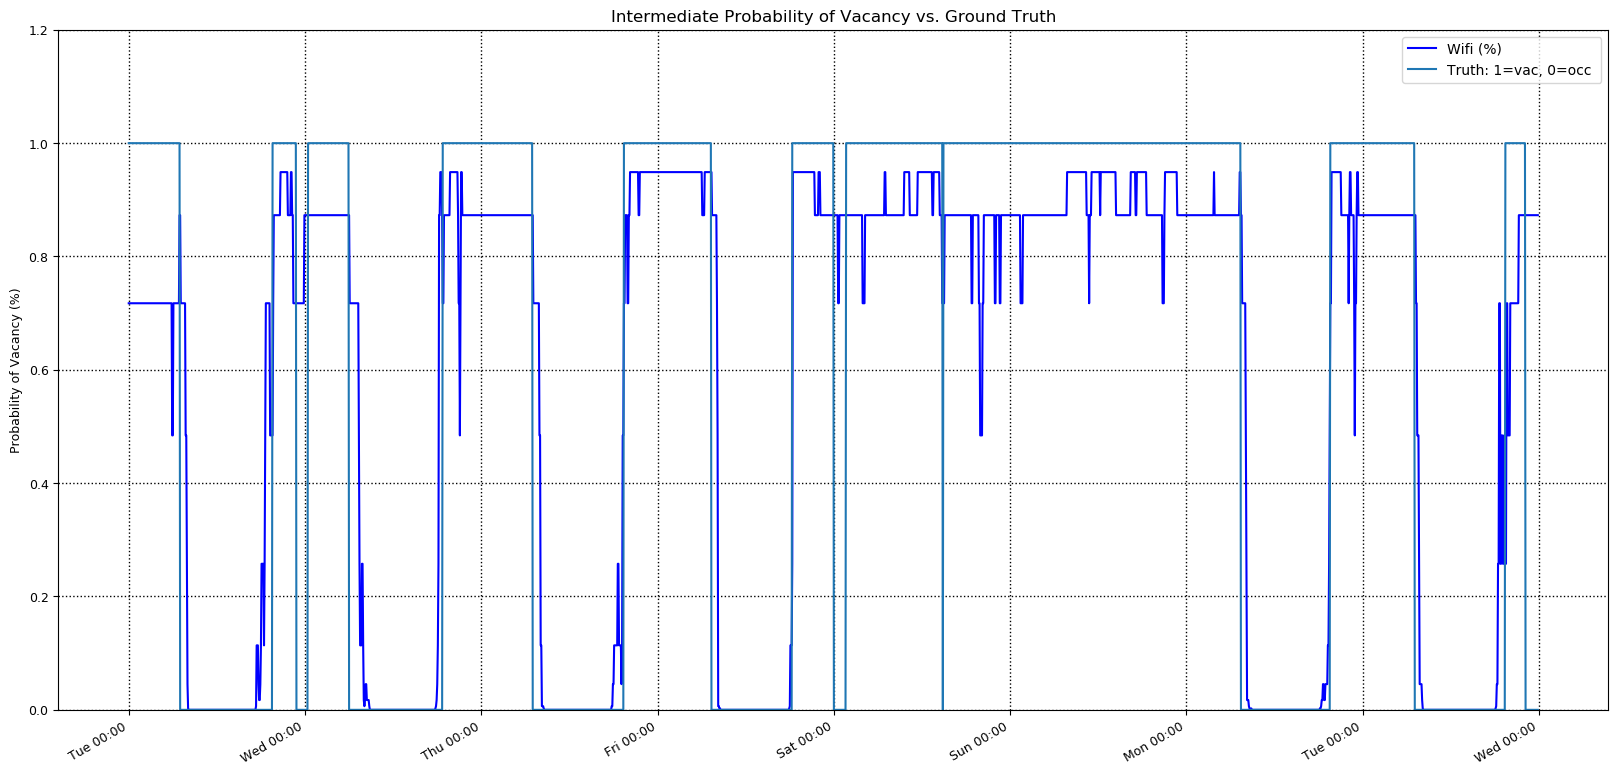 Intermediate Probability of Vacancy vs. Ground Truth
Wifi (%)
Truth: 1=vac, 0=occ
Probability of Vacancy (%)
1.2
1.0
0.8
0.6
0.4
0.2
0.0
Tue 00:00
Wed 00:00
Thu 00:00
Fri 00:00
Sat 00:00
Sun 00:00
Mon 00:00
Tue 00:00
Wed 00:00